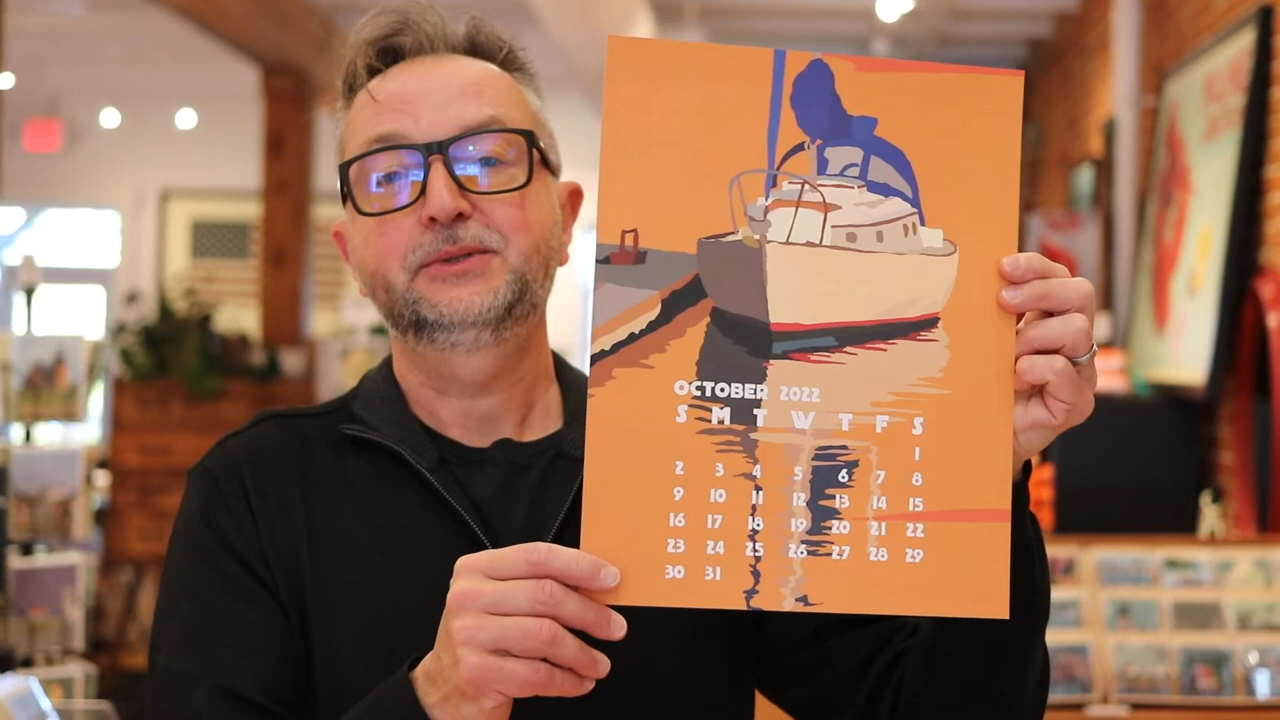 OCTOBER 2022
S M T W T F S
1
2 3 4 5 6 7 8
9 10 11 12 13 14 15
16 17 18 19 20 21 22
23 24 25 26 27 28 29
30 31